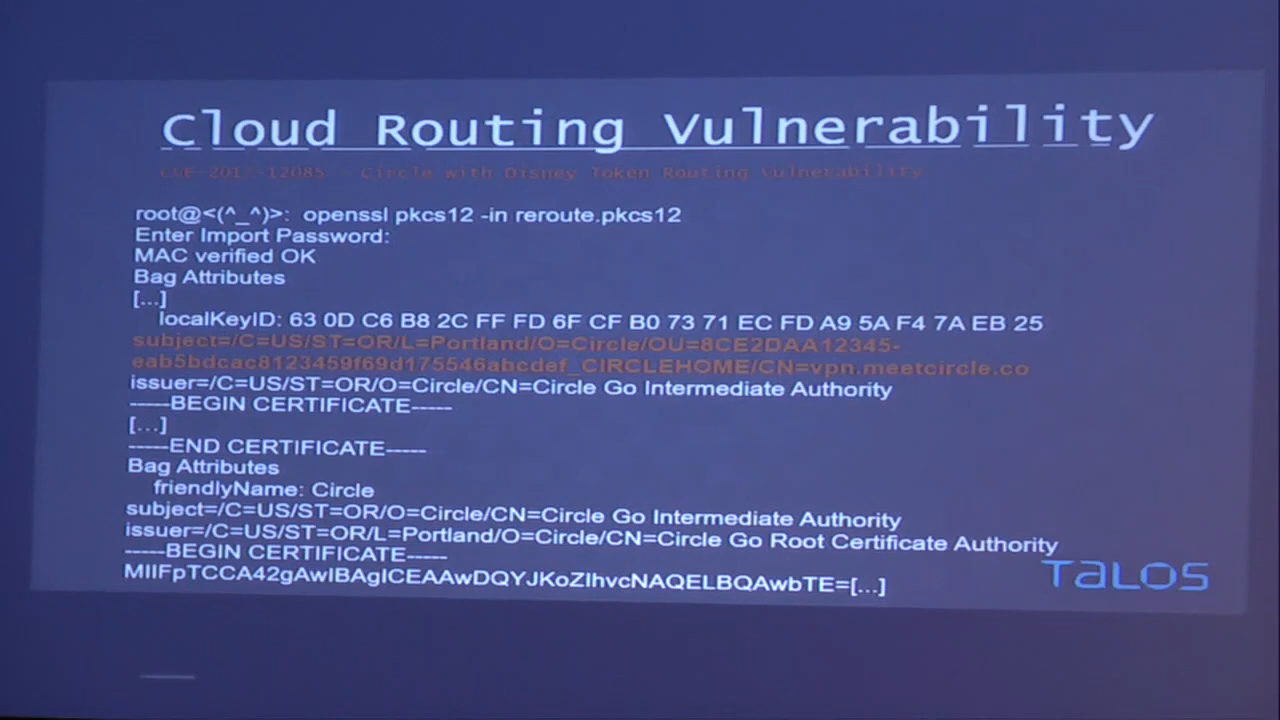 Cloud Routing Vulnerability
CVE-2017-12085 - Circle with Disney Token Routing Vulnerability
root@<(^_^)>: openssl pkcs12 -in reroute.pkcs12
Enter Import Password:
MAC verified OK
Bag Attributes
[...]
localKeyID: 63 0D C6 B8 2C FF FD 6F CF B0 73 71 EC FD A9 5A F4 7A EB 25
subject=/C=US/ST=OR/L=Portland/O=Circle/OU=8CE2DAA12345-
eab5bdcac8123459f69d175546abcdef_CIRCLEHOME/CN=vpn.meetcircle.co
issuer=/C=US/ST=OR/O=Circle/CN=Circle Go Intermediate Authority
-----BEGIN CERTIFICATE-----
[...]
-----END CERTIFICATE-----
Bag Attributes
friendlyName: Circle
subject=/C=US/ST=OR/O=Circle/CN=Circle Go Intermediate Authority
issuer=/C=US/ST=OR/L=Portland/O=Circle/CN=Circle Go Root Certificate Authority
-----BEGIN CERTIFICATE-----
MIIFpTCCA42gAwIBAgICEAAwDQYJKoZIhvcNAQELBQAwbTE=[...]
TALOS